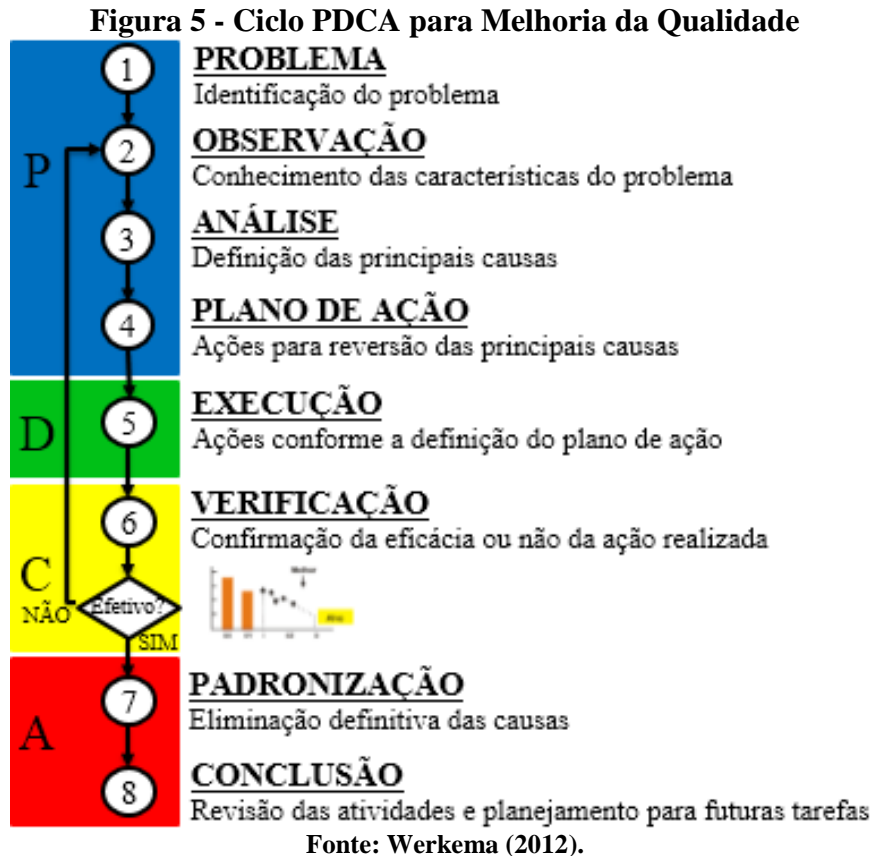 Figura 5 - Ciclo PDCA para Melhoria da Qualidade
P
1
PROBLEMA
Identificação do problema
2
OBSERVAÇÃO
Conhecimento das características do problema
3
ANÁLISE
Definição das principais causas
4
PLANO DE AÇÃO
Ações para reversão das principais causas
D
5
EXECUÇÃO
Ações conforme a definição do plano de ação
C
6
VERIFICAÇÃO
Confirmação da eficácia ou não da ação realizada
Efetivo?
NÃO
SIM
Melhor
A
7
PADRONIZAÇÃO
Eliminação definitiva das causas
8
CONCLUSÃO
Revisão das atividades e planejamento para futuras tarefas
Fonte: Werkema (2012).